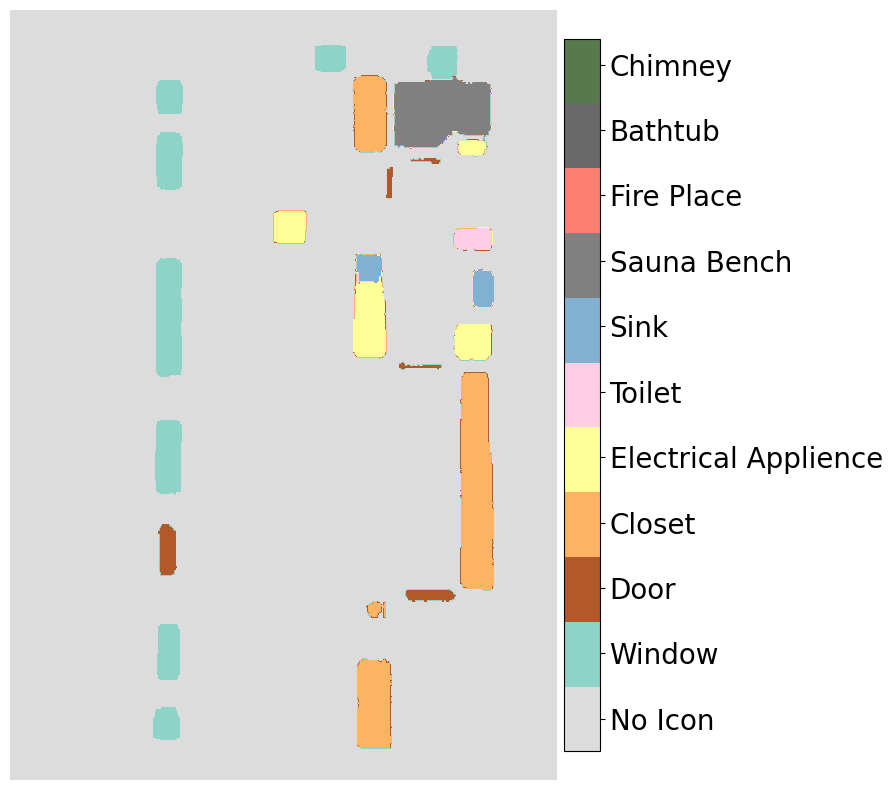 Chimney
Bathtub
Fire Place
Sauna Bench
Sink
Toilet
Electrical Applience
Closet
Door
Window
No Icon